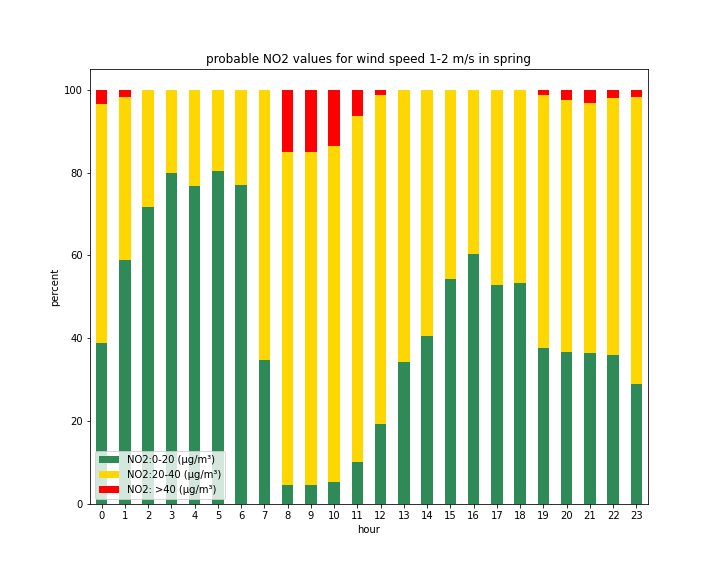 probable NO2 values for wind speed 1-2 m/s in spring
100
80
60
40
20
0
percent
NO2:0-20 (µg/m³)
NO2:20-40 (µg/m³)
NO2: >40 (µg/m³)
0 1 2 3 4 5 6 7 8 9 10 11 12 13 14 15 16 17 18 19 20 21 22 23
hour